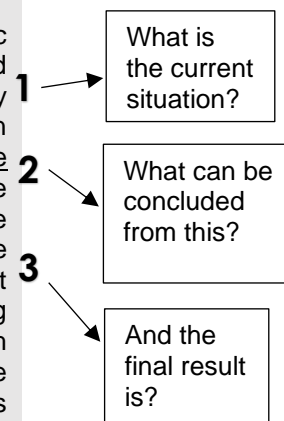 What is
the current
situation?
1
2
What can be
concluded
from this?
3
And the
final result
is?